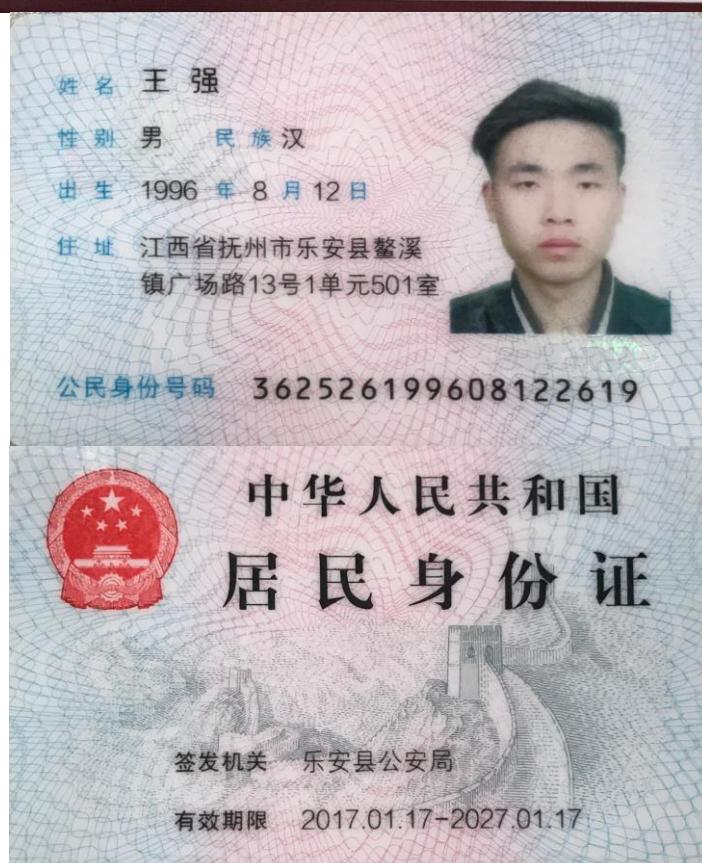 姓名 王强
性别 男 民族 汉
出生 1996 年 8 月 12 日
住址 江西省抚州市乐安县鳌溪
镇广场路13号1单元501室
公民身份号码 362526199608122619
中华人民共和国
居民身份证
签发机关 乐安县公安局
有效期限 2017.01.17-2027.01.17